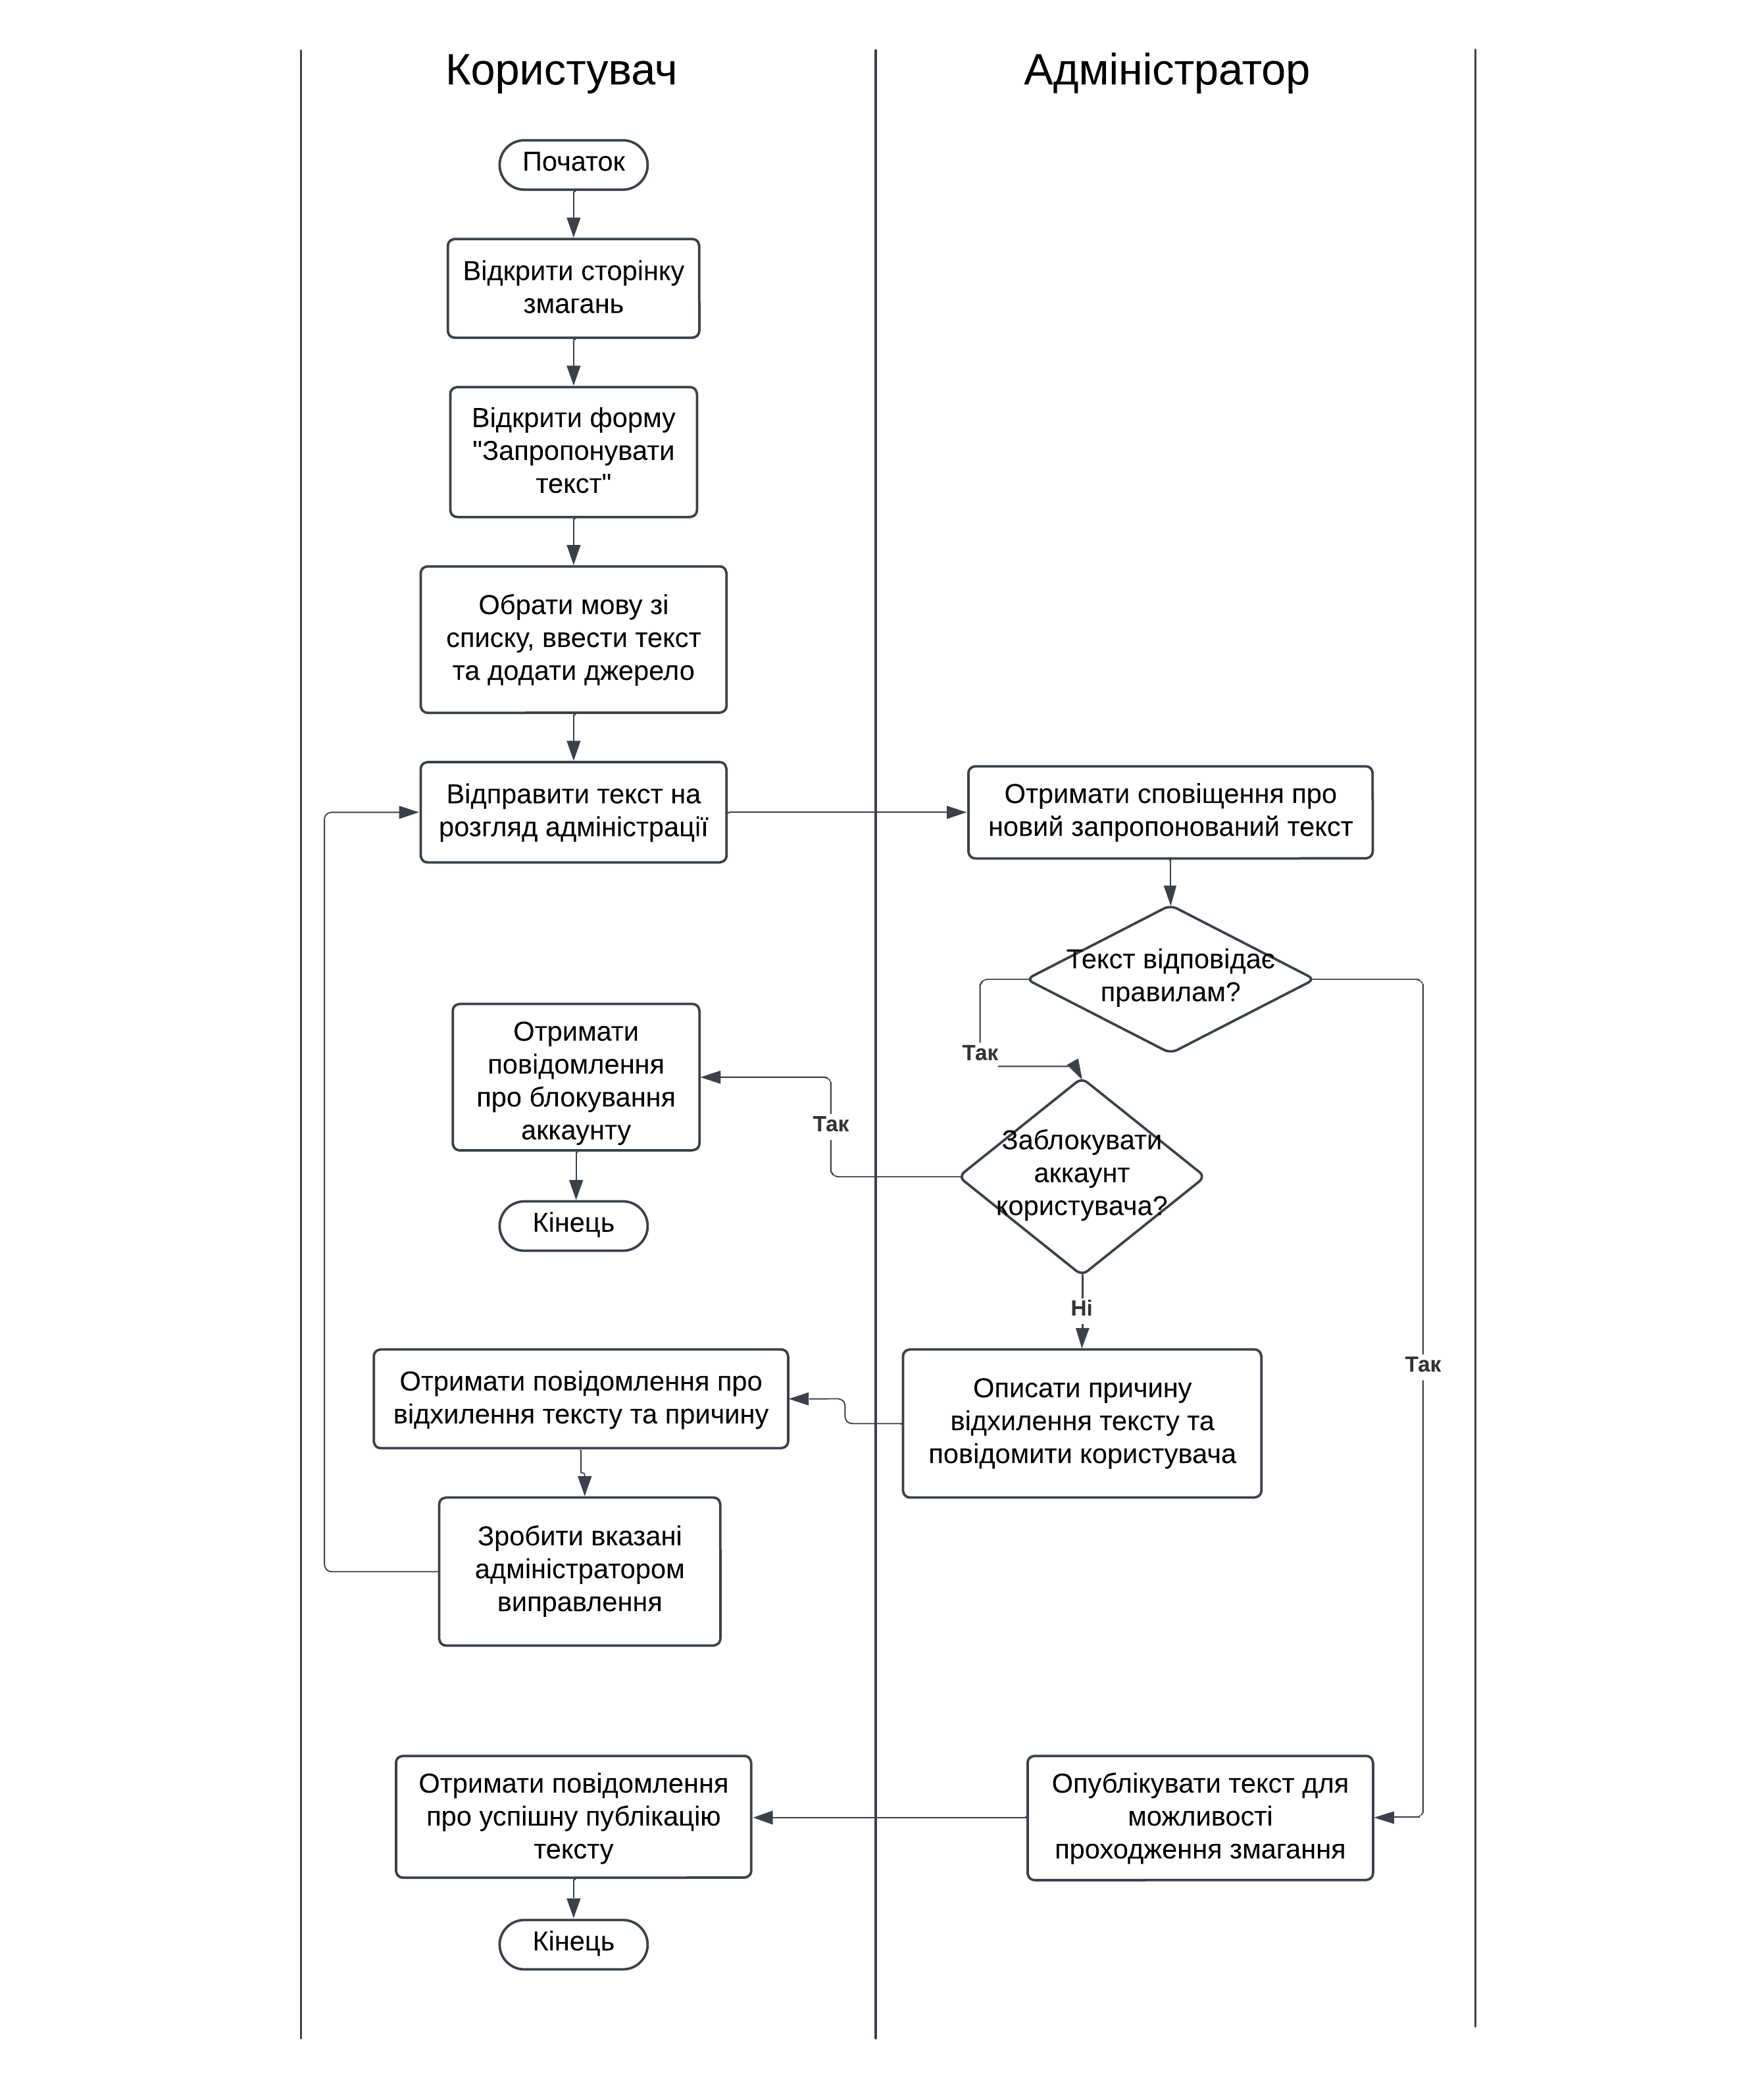 Користувач
Адміністратор
Початок
Відкрити сторінку
змагань
Відкрити форму
"Запропонувати
текст"
Обрати мову зі
списку, ввести текст
та додати джерело
Відправити текст на
розгляд адміністрації
Отримати сповіщення про
новий запропонований текст
Текст відповідає
правилам?
Так
Отримати
повідомлення
про блокування
аккаунту
Так
Заблокувати
аккаунт
користувача?
Кінець
Ні
Так
Отримати повідомлення про
відхилення тексту та причину
Описати причину
відхилення тексту та
повідомити користувача
Зробити вказані
адміністратором
виправлення
Отримати повідомлення
про успішну публікацію
тексту
Опублікувати текст для
можливості
проходження змагання
Кінець